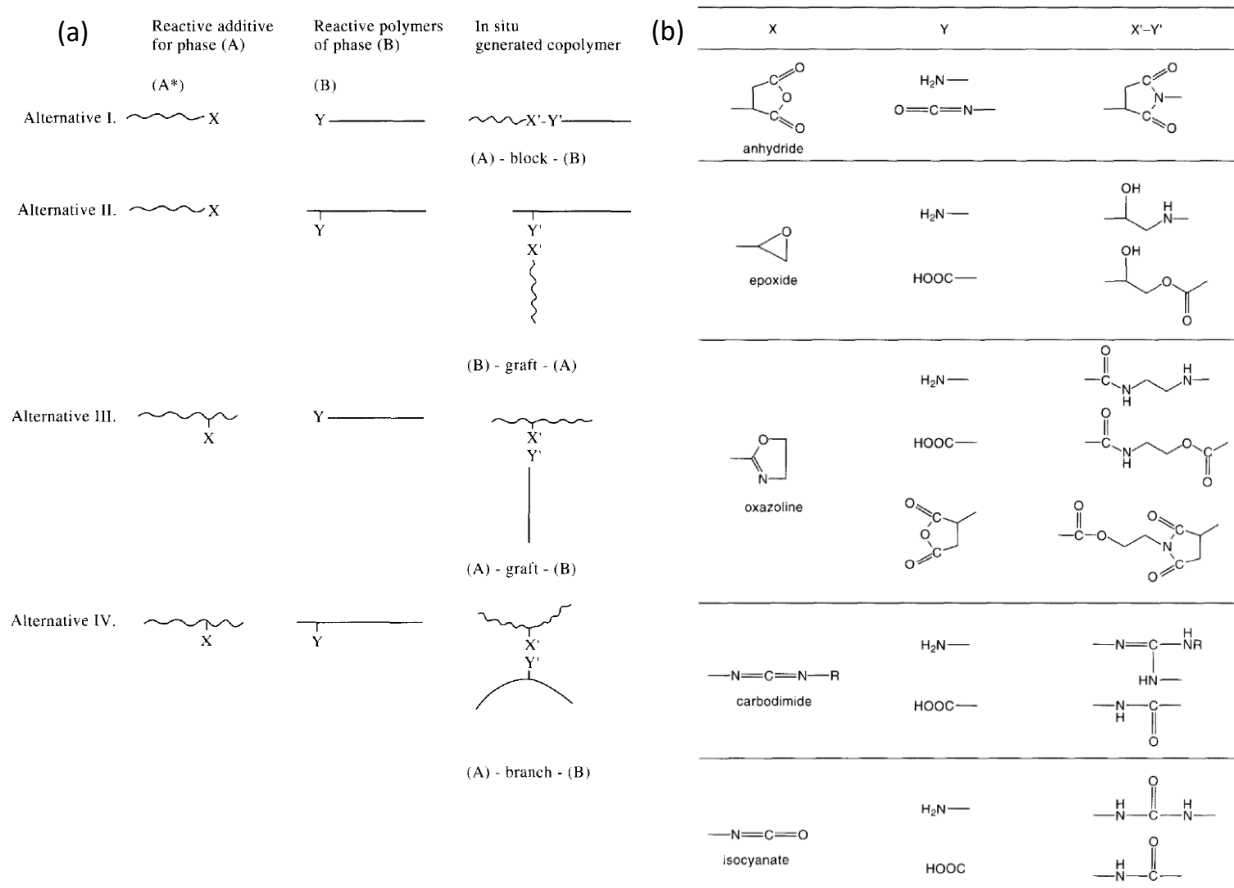 (a)
Reactive additive
for phase (A)
(A*)
Reactive polymers
of phase (B)
(B)
In situ
generated copolymer
Alternative I.
X
Y
X'-Y'
(A) - block - (B)
Alternative II.
X
Y
Y'
X'
(B) - graft - (A)
Alternative III.
X
Y
X'
Y'
(A) - graft - (B)
Alternative IV.
X
Y
X'
Y'
(A) - branch - (B)
(b)
X Y X'–Y'
O
O
O
anhydride
H₂N—
O=C=N—
O
N
O
O
epoxide
H₂N—
OH
H
N
HOOC—
OH
O
C
O
O
N
oxazoline
H₂N—
O
C
N
H
H
N
HOOC—
O
C
N
H
O
C
O
O
C
O
C
O
O
C
O
O
C
N
C
O
—N=C=N—R
carbodimide
H₂N—
—N=C
H
NR
HN—
HOOC—
N
H
C
O
—N=C=O
isocyanate
H₂N—
O
H
N
C
H
N
HOOC
O
H
N
C